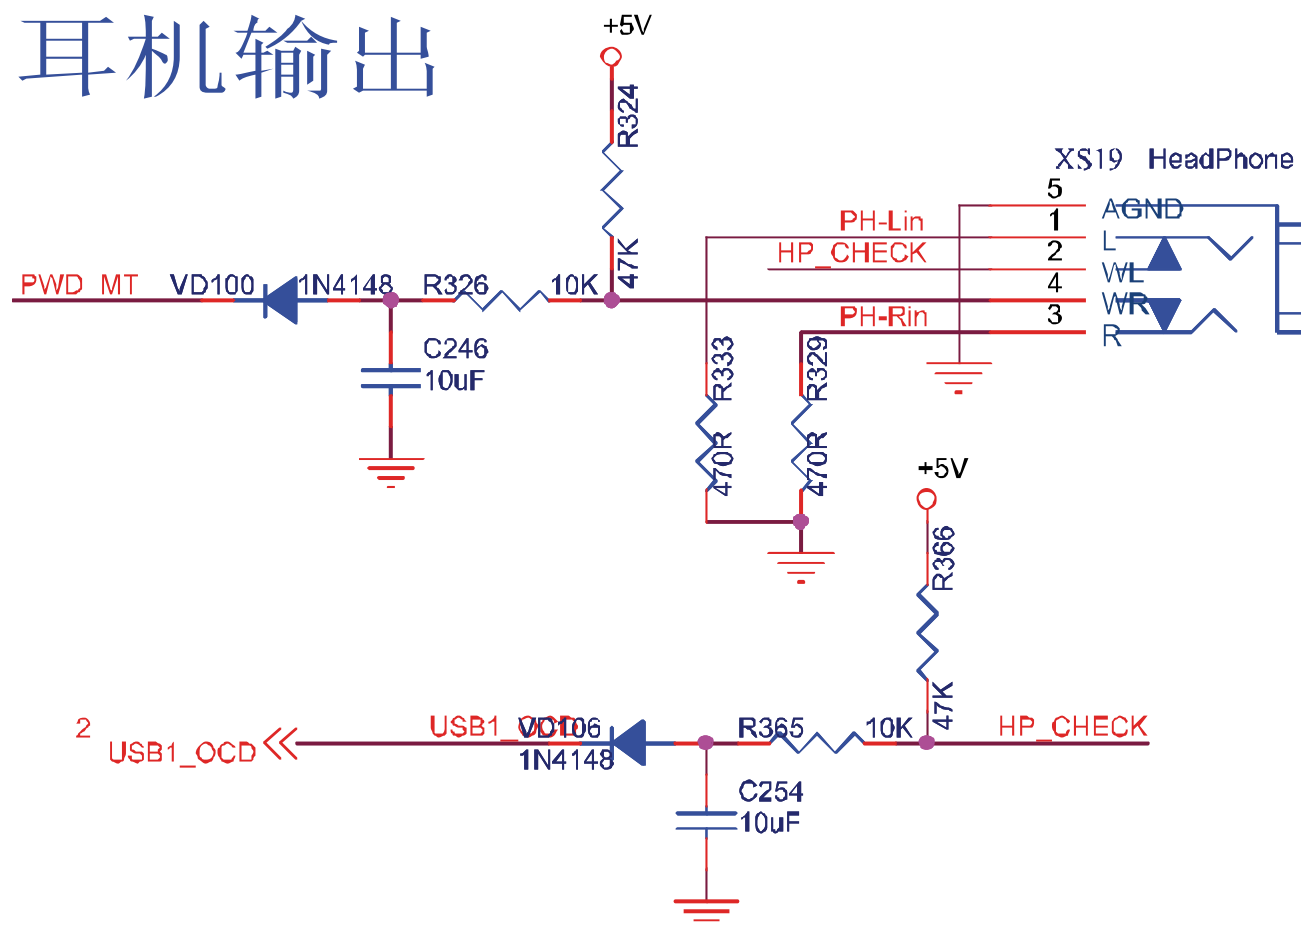 耳机输出
+5V
R324
47K
XS19 HeadPhone
5 AGND
PH-Lin 1 L
HP_CHECK 2 WL
PWD_MT VD100 1N4148 R326 10K 4 WR
PH-Rin 3 R
C246
10uF
R333
470R
R329
470R
+5V
R366
47K
2
USB1_OCD
USB1_OCD
VD106
1N4148
R365 10K HP_CHECK
C254
10uF